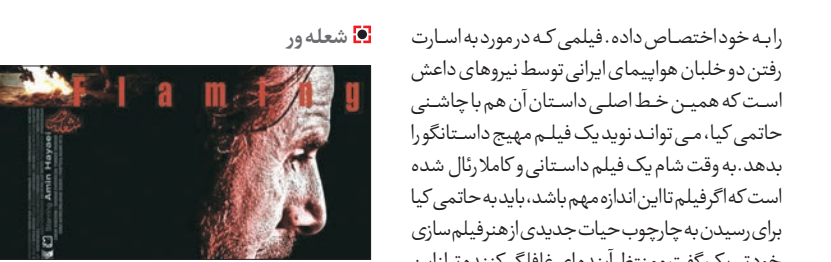 را به خود اختصاص داده. فیلمی که در مورد به اسارت
رفتن دو خلبان هواپیمای ایرانی توسط نیروهای داعش
است که همین خط اصلی داستان آن هم با چاشنی
حاتمی کیا، می تواند نوید یک فیلم مهیج داستانگو را
بدهد. به وقت شام یک فیلم داستانی و کاملا رئال شده
است که اگر فیلم تا این اندازه مهم باشد، باید به حاتمی کیا
برای رسیدن به چارچوب حیات جدیدی از هنر فیلم سازی
شعله ور
Flaming
Starring Amin Hayaei